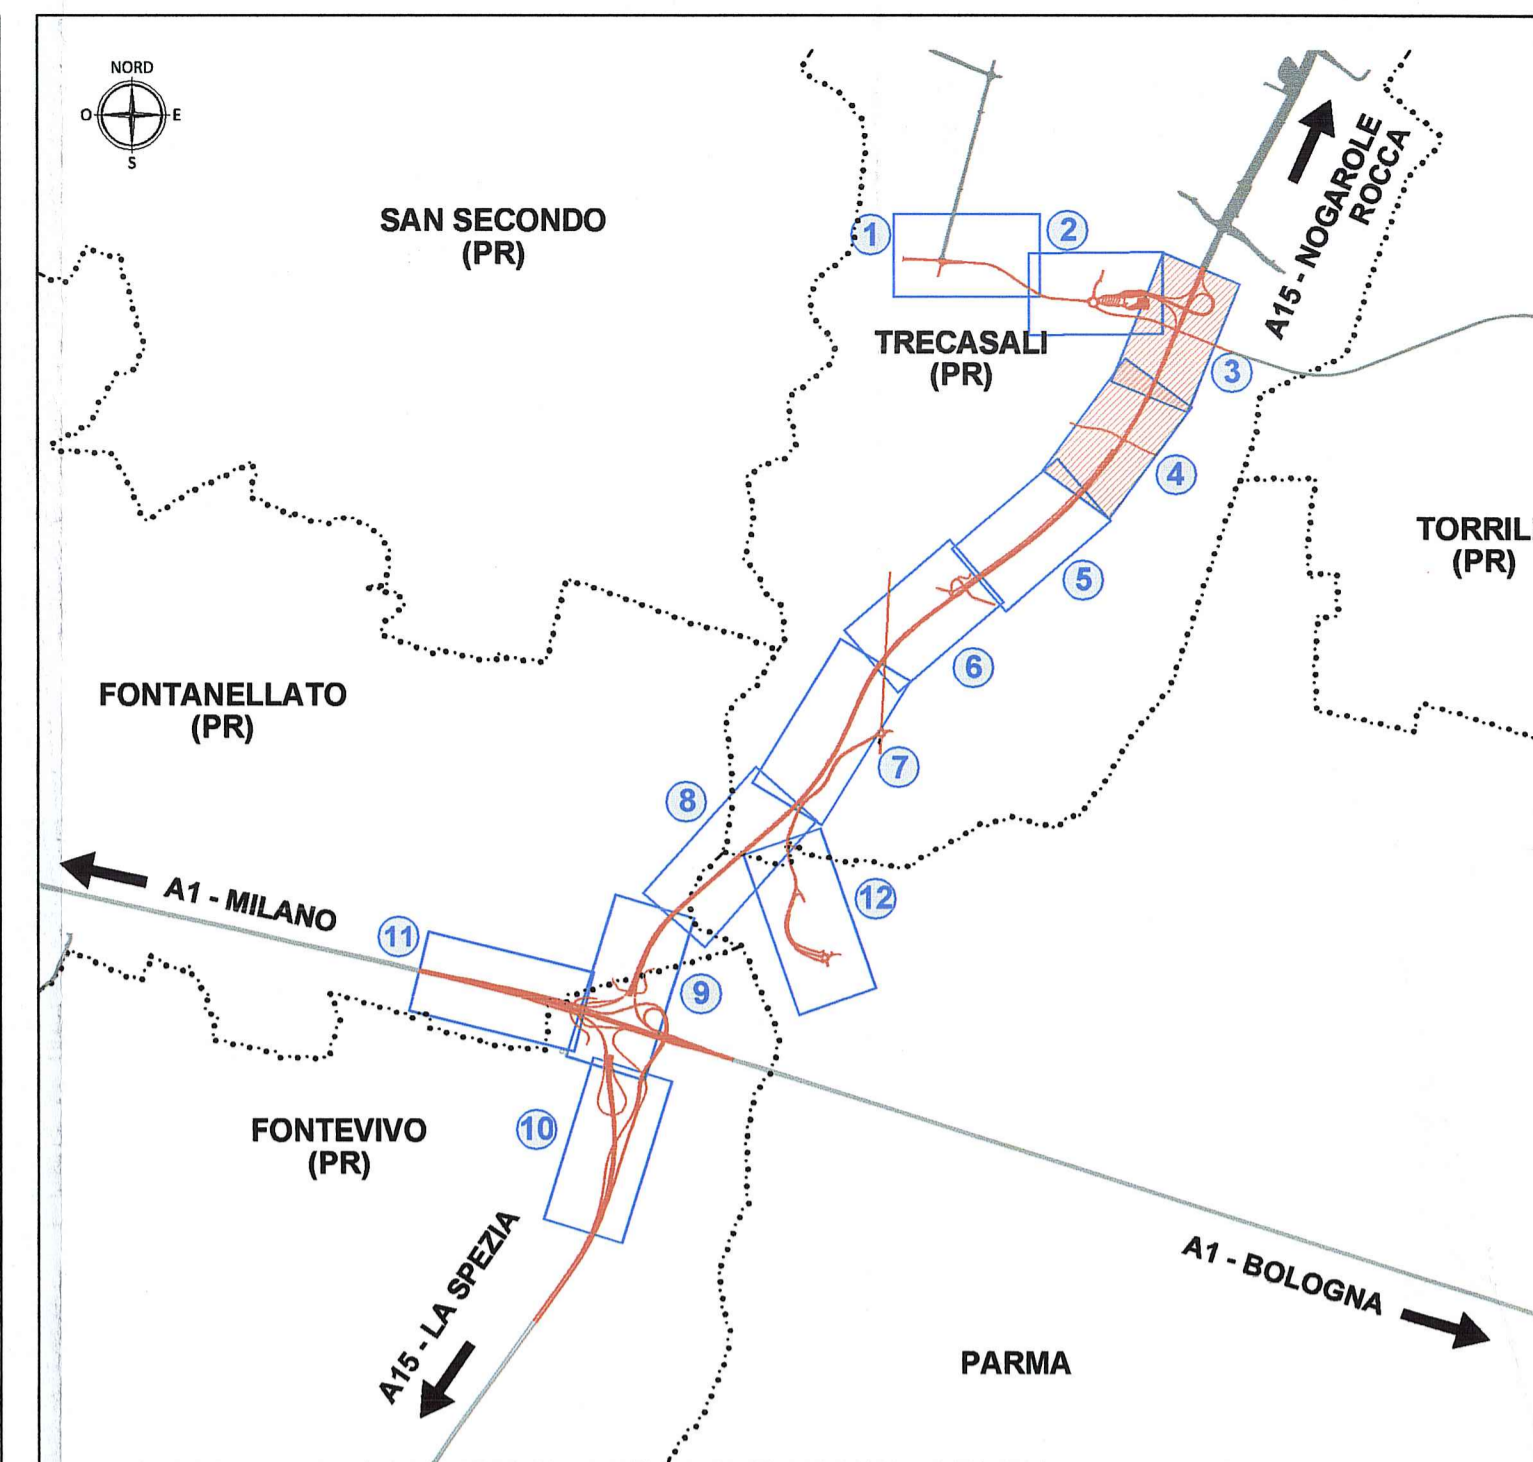 NORD
O
E
S
SAN SECONDO
(PR)
A15 - NOGAROLE
ROCCA
1
2
TRECASALI
(PR)
3
4
TORRIL
(PR)
5
6
FONTANELLATO
(PR)
7
8
A1 - MILANO
12
11
9
FONTEVIVO
(PR)
10
A15 - LA SPEZIA
A1 - BOLOGNA
PARMA